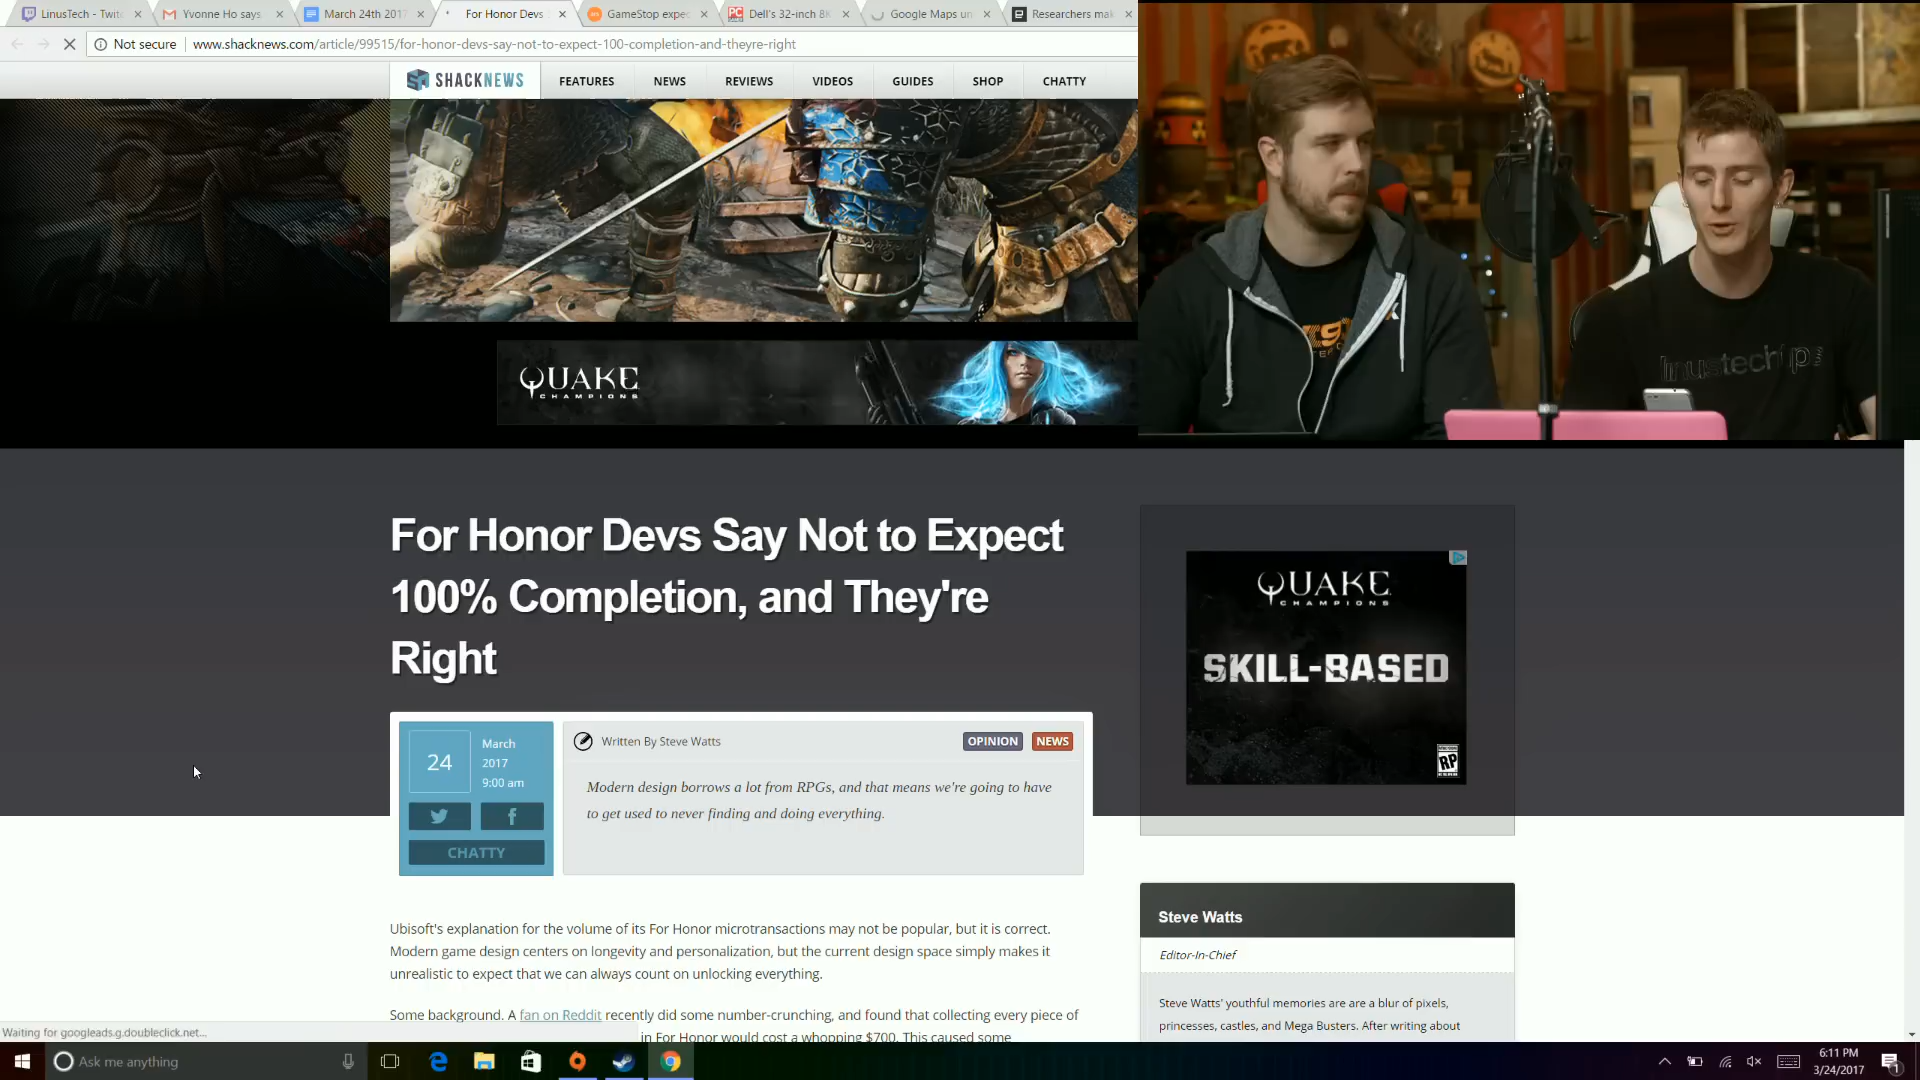 LinusTech - Twitc
Yvonne Ho says
March 24th 2017
For Honor Devs
GameStop expec
Dell's 32-inch 8K
Google Maps un
Researchers mak
Not secure
www.shacknews.com/article/99515/for-honor-devs-say-not-to-expect-100-completion-and-theyre-right
SHACKNEWS
FEATURES
NEWS
REVIEWS
VIDEOS
GUIDES
SHOP
CHATTY
QUAKE
CHAMPIONS
linustechtips
For Honor Devs Say Not to Expect
100% Completion, and They're
Right
QUAKE
CHAMPIONS
SKILL-BASED
RP
24
March
2017
9:00 am
CHATTY
Written By Steve Watts
OPINION
NEWS
Modern design borrows a lot from RPGs, and that means we're going to have
to get used to never finding and doing everything.
Ubisoft's explanation for the volume of its For Honor microtransactions may not be popular, but it is correct.
Modern game design centers on longevity and personalization, but the current design space simply makes it
unrealistic to expect that we can always count on unlocking everything.
Some background. A fan on Reddit recently did some number-crunching, and found that collecting every piece of
in For Honor would cost a whopping $700. This caused some
Steve Watts
Editor-In-Chief
Steve Watts' youthful memories are are a blur of pixels,
princesses, castles, and Mega Busters. After writing about
Waiting for googleads.g.doubleclick.net...
Ask me anything
6:11 PM
3/24/2017
1